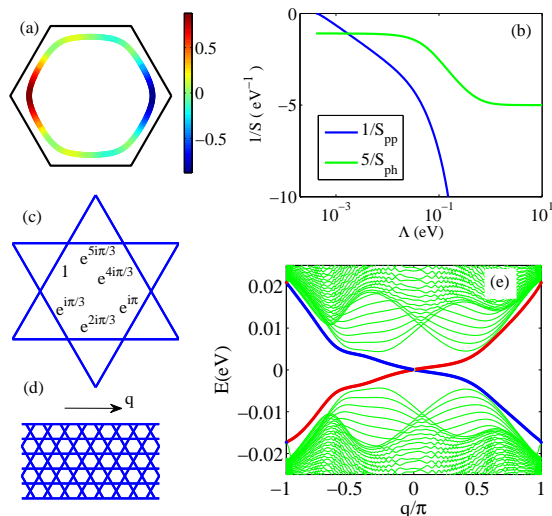 (a)
0.5
0
−0.5
(b)
1/S ( eV⁻¹)
0
−5
−10
1/S_pp
5/S_ph
10⁻³
10⁻¹
10
Λ (eV)
(c)
1
e^{5iπ/3}
e^{4iπ/3}
e^{iπ/3}
e^{iπ}
e^{2iπ/3}
(d)
q
(e)
E(eV)
0.02
0.01
0
−0.01
−0.02
−1
−0.5
0
0.5
1
q/π